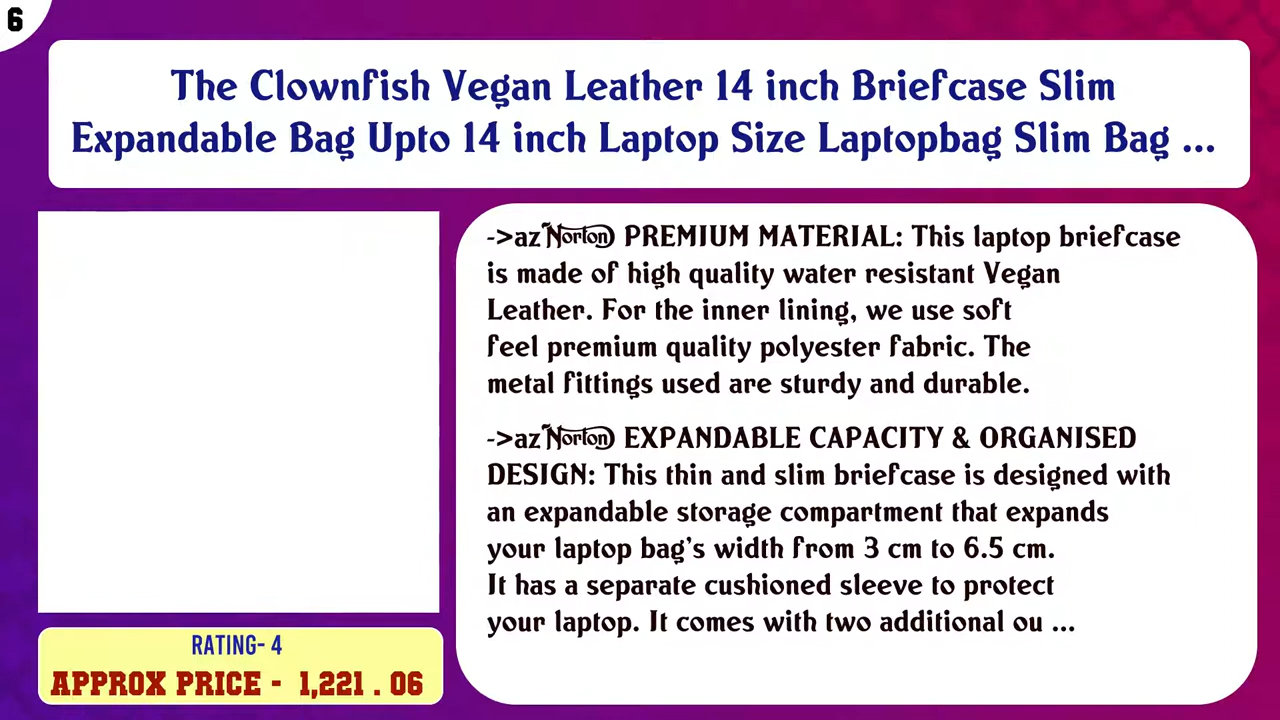 6
The Clownfish Vegan Leather 14 inch Briefcase Slim
Expandable Bag Upto 14 inch Laptop Size Laptopbag Slim Bag ...
->az Norton PREMIUM MATERIAL: This laptop briefcase
is made of high quality water resistant Vegan
Leather. For the inner lining, we use soft
feel premium quality polyester fabric. The
metal fittings used are sturdy and durable.
->az Norton EXPANDABLE CAPACITY & ORGANISED
DESIGN: This thin and slim briefcase is designed with
an expandable storage compartment that expands
your laptop bag's width from 3 cm to 6.5 cm.
It has a separate cushioned sleeve to protect
your laptop. It comes with two additional ou ...
RATING- 4
APPROX PRICE - 1,221 . 06